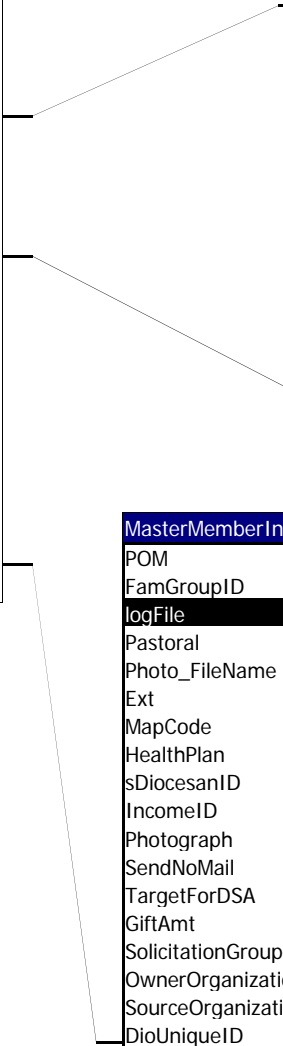 MasterMemberIn
POM
FamGroupID
logFile
Pastoral
Photo_FileName
Ext
MapCode
HealthPlan
sDiocesanID
IncomeID
Photograph
SendNoMail
TargetForDSA
GiftAmt
SolicitationGroup
OwnerOrganizati
SourceOrganizati
DioUniqueID